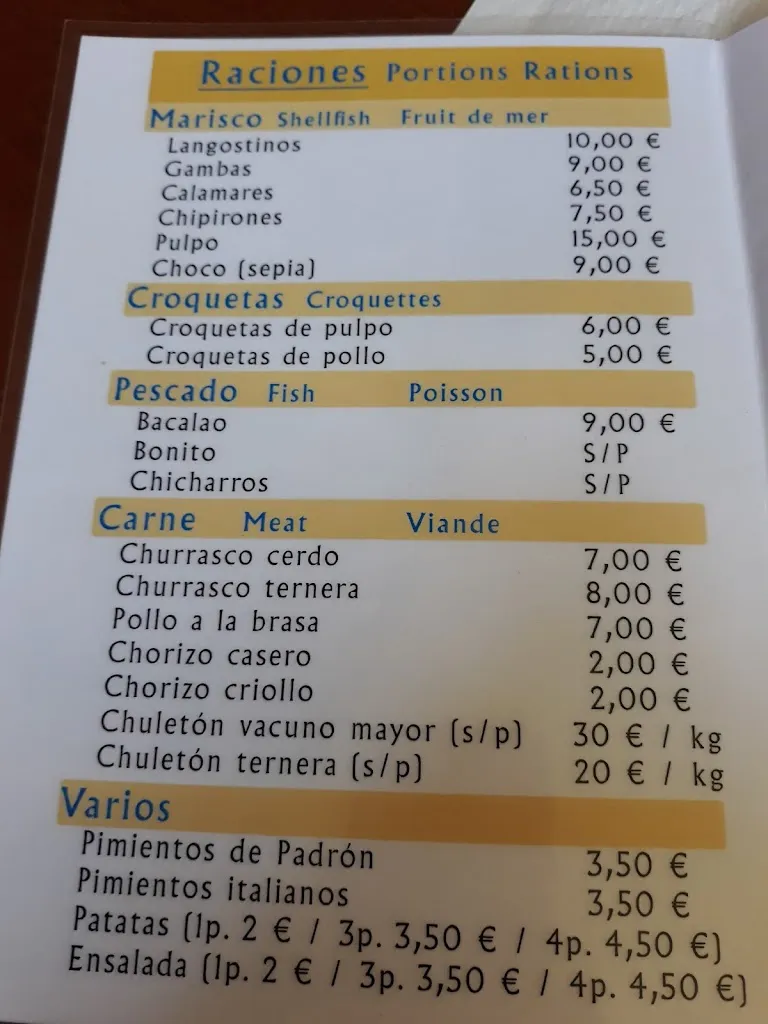 Raciones Portions Rations
Marisco Shellfish Fruit de mer
Langostinos 10,00 €
Gambas 9,00 €
Calamares 6,50 €
Chipirones 7,50 €
Pulpo 15,00 €
Choco (sepia) 9,00 €
Croquetas Croquettes
Croquetas de pulpo 6,00 €
Croquetas de pollo 5,00 €
Pescado Fish Poisson
Bacalao 9,00 €
Bonito S/P
Chicharros S/P
Carne Meat Viande
Churrasco cerdo 7,00 €
Churrasco ternera 8,00 €
Pollo a la brasa 7,00 €
Chorizo casero 2,00 €
Chorizo criollo 2,00 €
Chuletón vacuno mayor (s/p) 30 € / kg
Chuletón ternera (s/p) 20 € / kg
Varios
Pimientos de Padrón 3,50 €
Pimientos italianos 3,50 €
Patatas (1p. 2 € / 3p. 3,50 € / 4p. 4,50 €)
Ensalada (1p. 2 € / 3p. 3,50 € / 4p. 4,50 €)